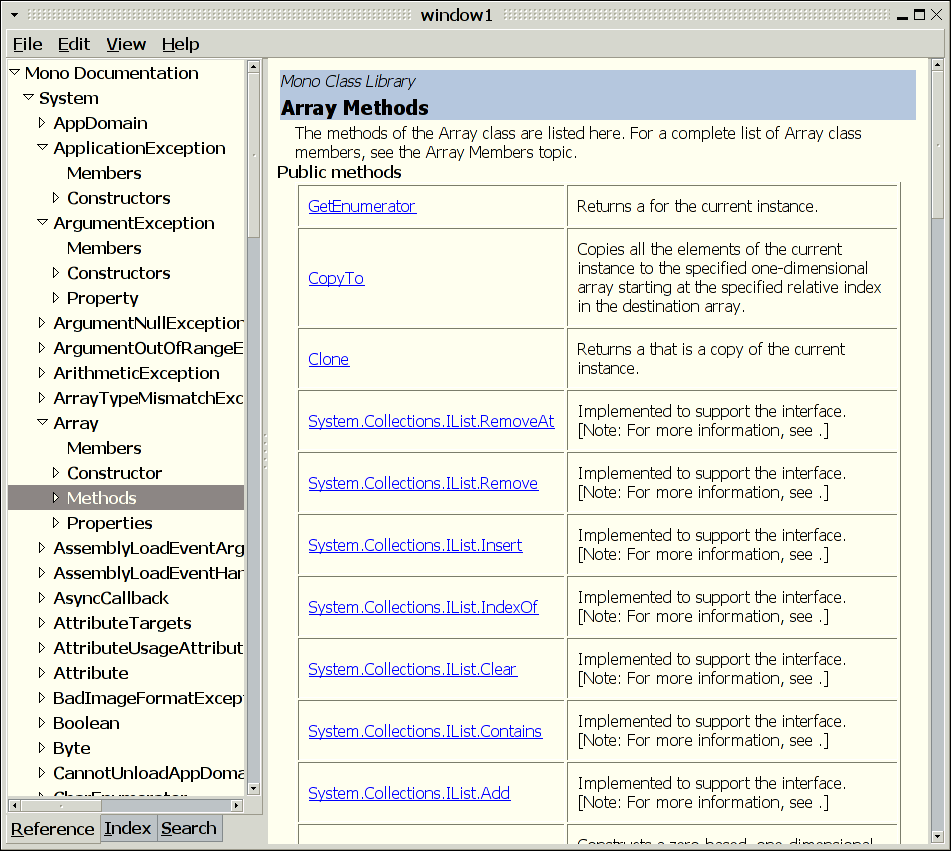 window1
File Edit View Help
Mono Documentation
System
AppDomain
ApplicationException
Members
Constructors
ArgumentException
Members
Constructors
Property
ArgumentNullException
ArgumentOutOfRangeE
ArithmeticException
ArrayTypeMismatchExc
Array
Members
Constructor
Methods
Properties
AssemblyLoadEventArg
AssemblyLoadEventHar
AsyncCallback
AttributeTargets
AttributeUsageAttribut
Attribute
BadImageFormatExcep
Boolean
Byte
CannotUnloadAppDoma
CharEnumerator
Reference Index Search
Mono Class Library
Array Methods
The methods of the Array class are listed here. For a complete list of Array class
members, see the Array Members topic.
Public methods
GetEnumerator
Returns a for the current instance.
CopyTo
Copies all the elements of the current
instance to the specified one-dimensional
array starting at the specified relative index
in the destination array.
Clone
Returns a that is a copy of the current
instance.
System.Collections.IList.RemoveAt
Implemented to support the interface.
[Note: For more information, see .]
System.Collections.IList.Remove
Implemented to support the interface.
[Note: For more information, see .]
System.Collections.IList.Insert
Implemented to support the interface.
[Note: For more information, see .]
System.Collections.IList.IndexOf
Implemented to support the interface.
[Note: For more information, see .]
System.Collections.IList.Clear
Implemented to support the interface.
[Note: For more information, see .]
System.Collections.IList.Contains
Implemented to support the interface.
[Note: For more information, see .]
System.Collections.IList.Add
Implemented to support the interface.
[Note: For more information, see .]
Constructs a zero-based, one-dimensional